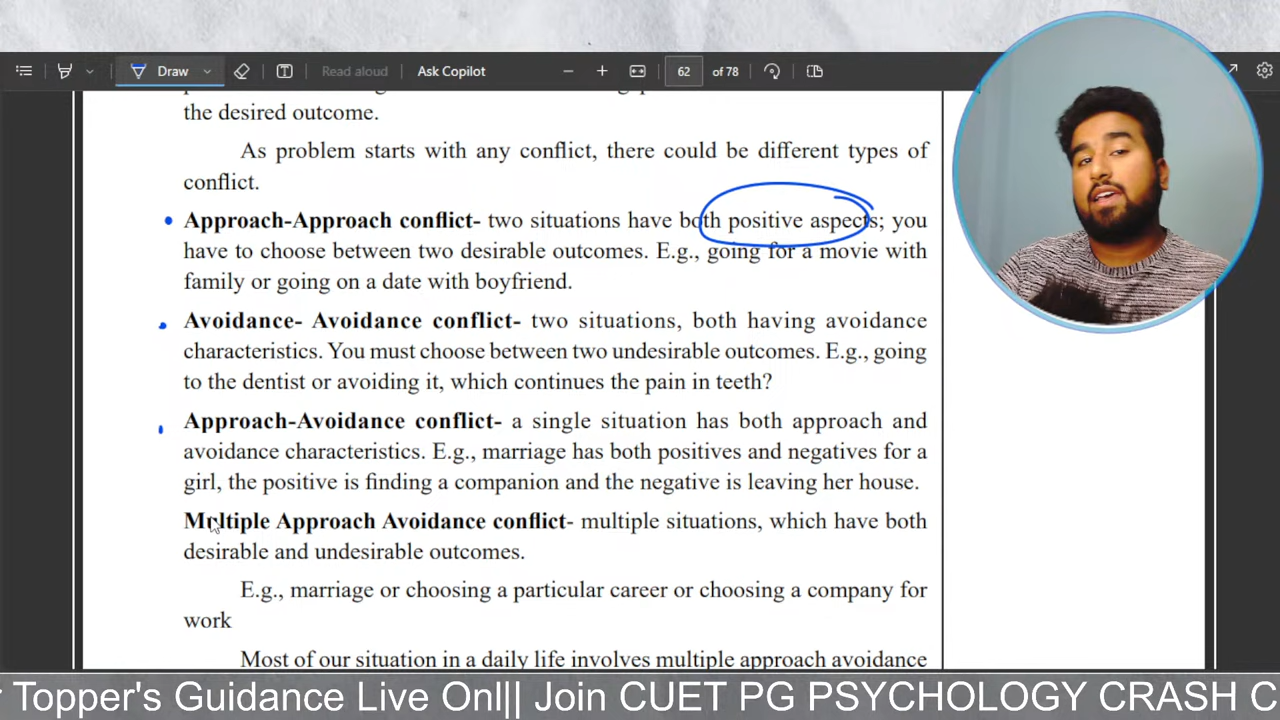 Draw
Read aloud
Ask Copilot
62
of 78
the desired outcome.
As problem starts with any conflict, there could be different types of
conflict.
Approach-Approach conflict- two situations have both positive aspects; you
have to choose between two desirable outcomes. E.g., going for a movie with
family or going on a date with boyfriend.
Avoidance- Avoidance conflict- two situations, both having avoidance
characteristics. You must choose between two undesirable outcomes. E.g., going
to the dentist or avoiding it, which continues the pain in teeth?
Approach-Avoidance conflict- a single situation has both approach and
avoidance characteristics. E.g., marriage has both positives and negatives for a
girl, the positive is finding a companion and the negative is leaving her house.
Multiple Approach Avoidance conflict- multiple situations, which have both
desirable and undesirable outcomes.
E.g., marriage or choosing a particular career or choosing a company for
work
Most of our situation in a daily life involves multiple approach avoidance
Topper's Guidance Live Onl|| Join CUET PG PSYCHOLOGY CRASH C